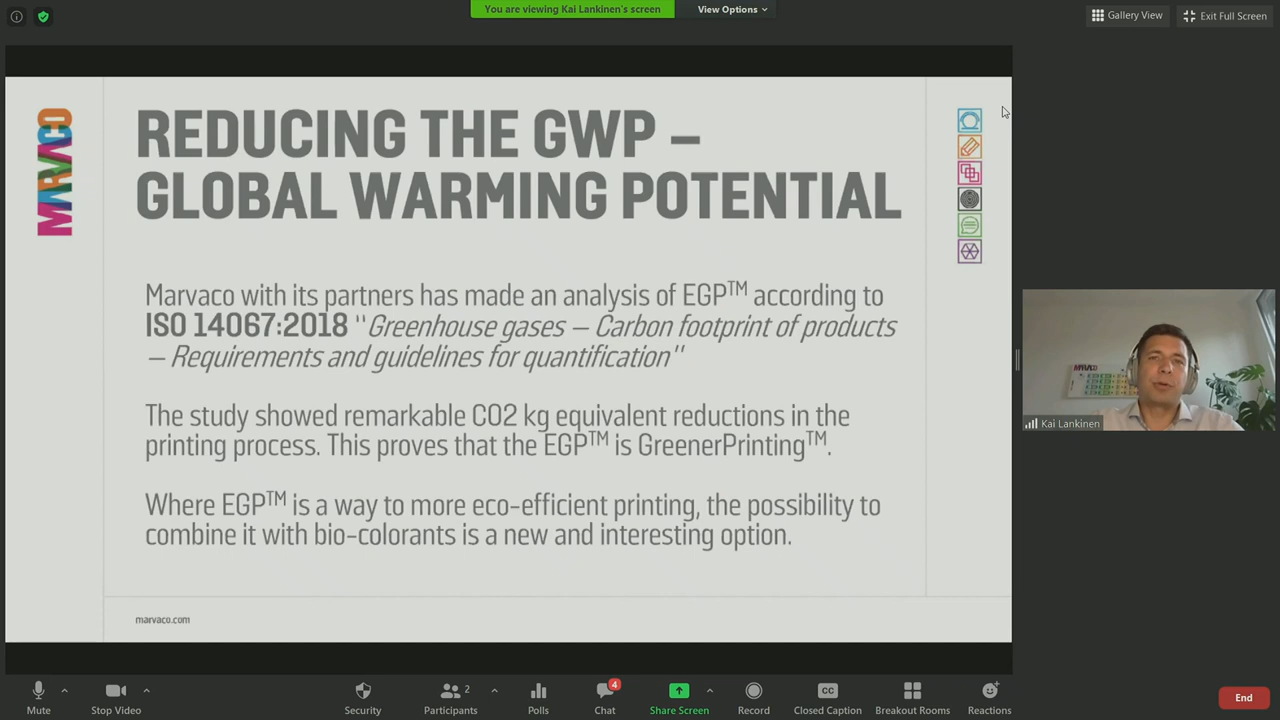 You are viewing Kai Lankinen's screen
View Options
Gallery View
Exit Full Screen
MARVACO
REDUCING THE GWP –
GLOBAL WARMING POTENTIAL
Marvaco with its partners has made an analysis of EGP™ according to
ISO 14067:2018 "Greenhouse gases – Carbon footprint of products
– Requirements and guidelines for quantification"
The study showed remarkable CO2 kg equivalent reductions in the
printing process. This proves that the EGP™ is GreenerPrinting™.
Where EGP™ is a way to more eco-efficient printing, the possibility to
combine it with bio-colorants is a new and interesting option.
marvaco.com
MARVACO
Kai Lankinen
Mute
Stop Video
Security
Participants
2
Polls
Chat
4
Share Screen
Record
CC
Closed Caption
Breakout Rooms
Reactions
End